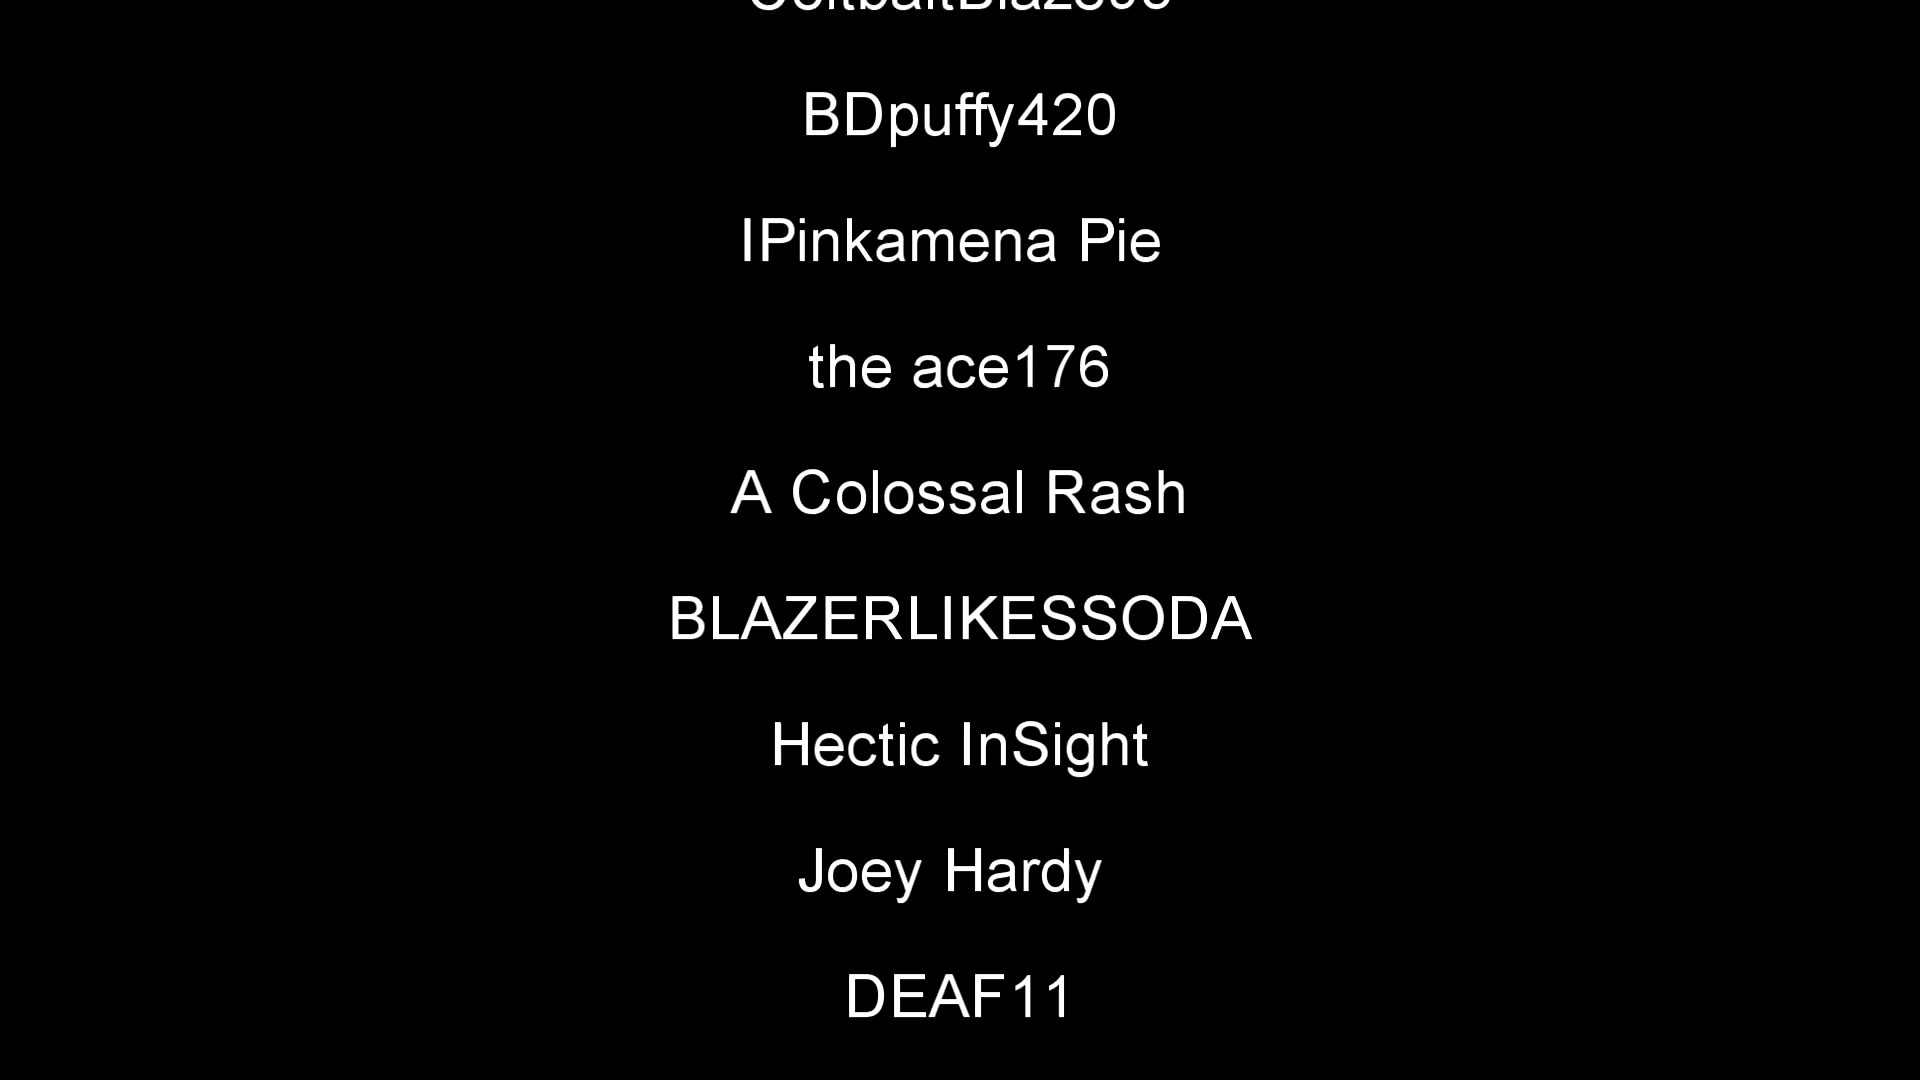 BDpuffy420
IPinkamena Pie
the ace176
A Colossal Rash
BLAZERLIKESSODA
Hectic InSight
Joey Hardy
DEAF11